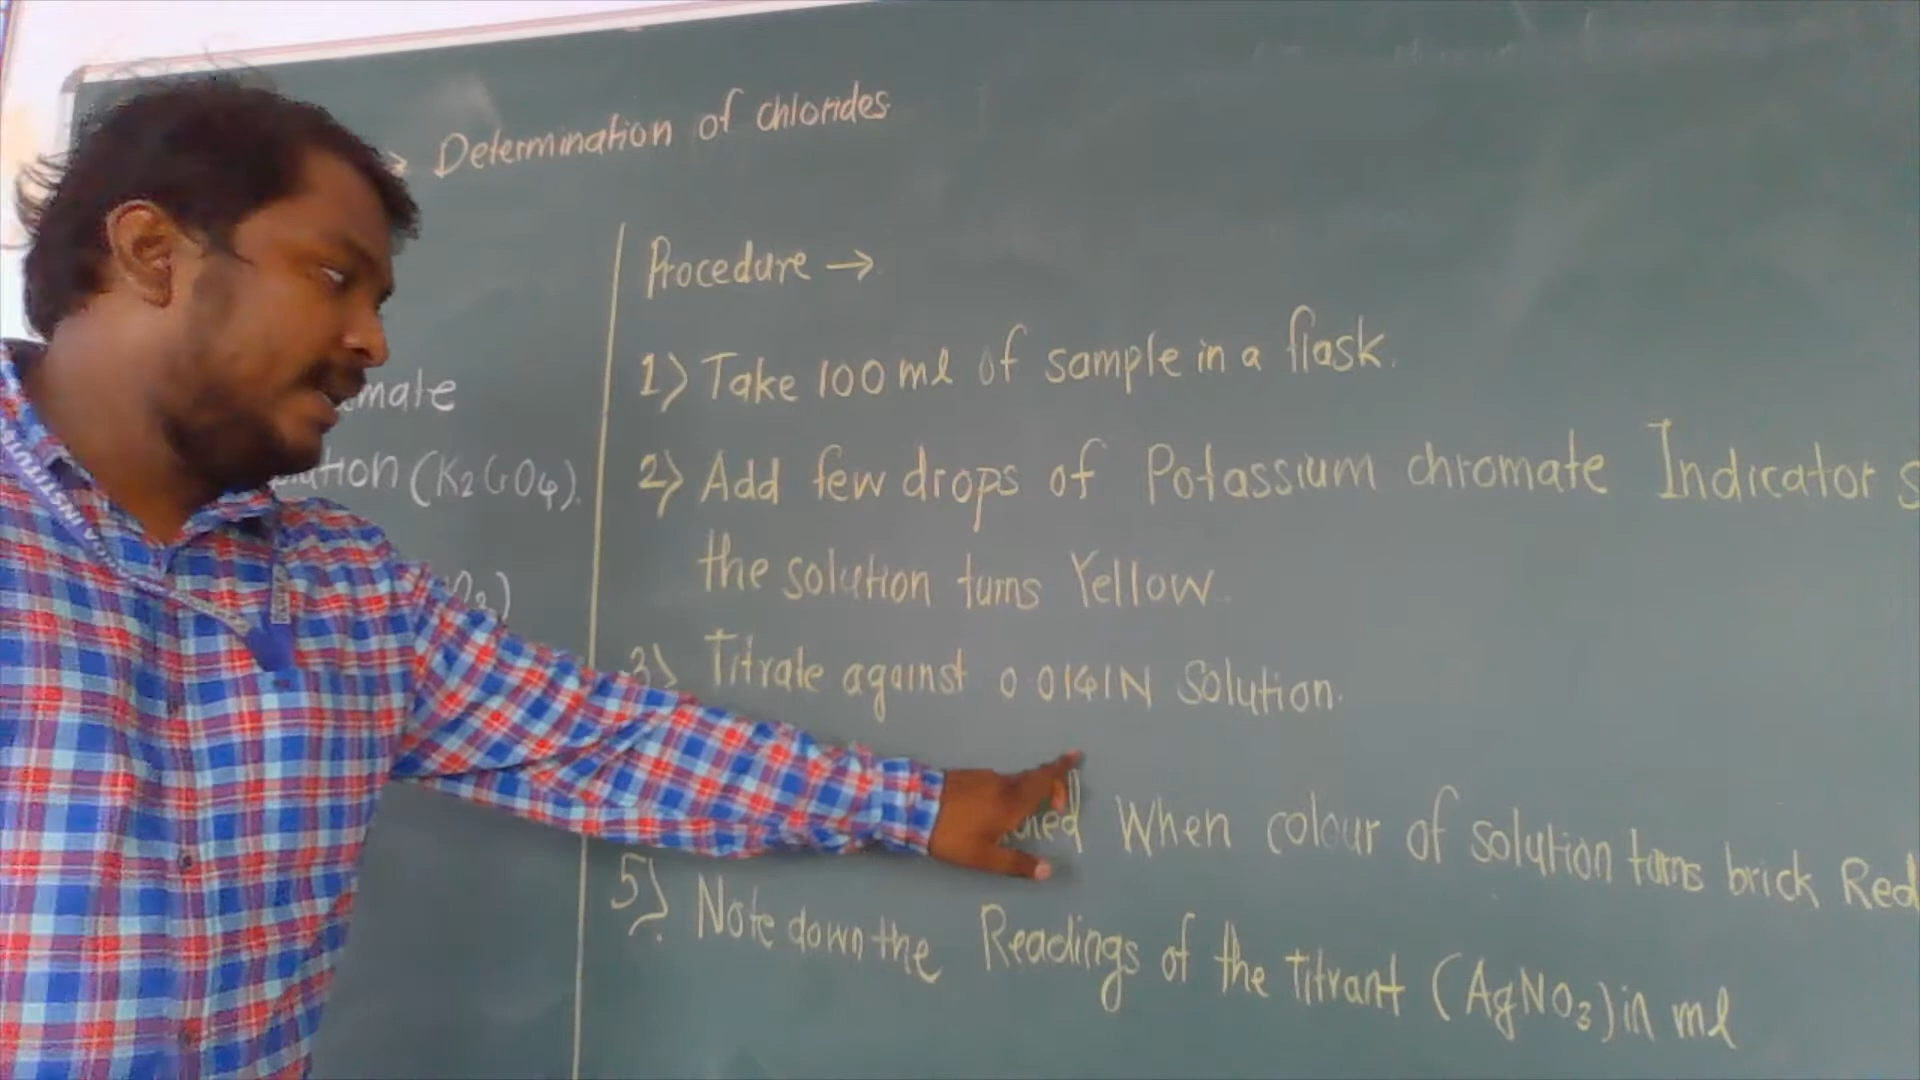 Determination of chlorides
Procedure →
1) Take 100 ml of sample in a flask.
mate
2) Add few drops of Potassium chromate Indicator s
(K2CrO4).
the solution turns Yellow.
3) Titrate against 0.0141N Solution.
When colour of solution turns brick Red
5) Note down the Readings of the titrant (AgNO3) in ml